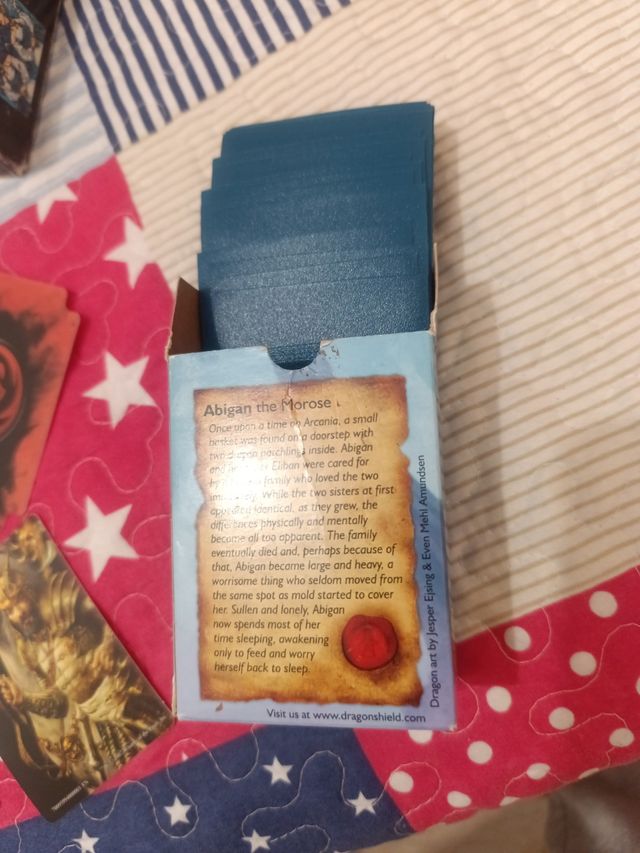 Abigan the Morose
Once upon a time on Arcania, a small
basket was found on a doorstep with
two dragon hatchlings inside. Abigan
and Eliban were cared for
family who loved the two
While the two sisters at first
appeared identical, as they grew, the
differences physically and mentally
became all too apparent. The family
eventually died and, perhaps because of
that, Abigan became large and heavy, a
worrisome thing who seldom moved from
the same spot as mold started to cover
her. Sullen and lonely, Abigan
now spends most of her
time sleeping, awakening
only to feed and worry
herself back to sleep.
Dragon art by Jesper Ejsing & Even Mehl Amundsen
Visit us at www.dragonshield.com